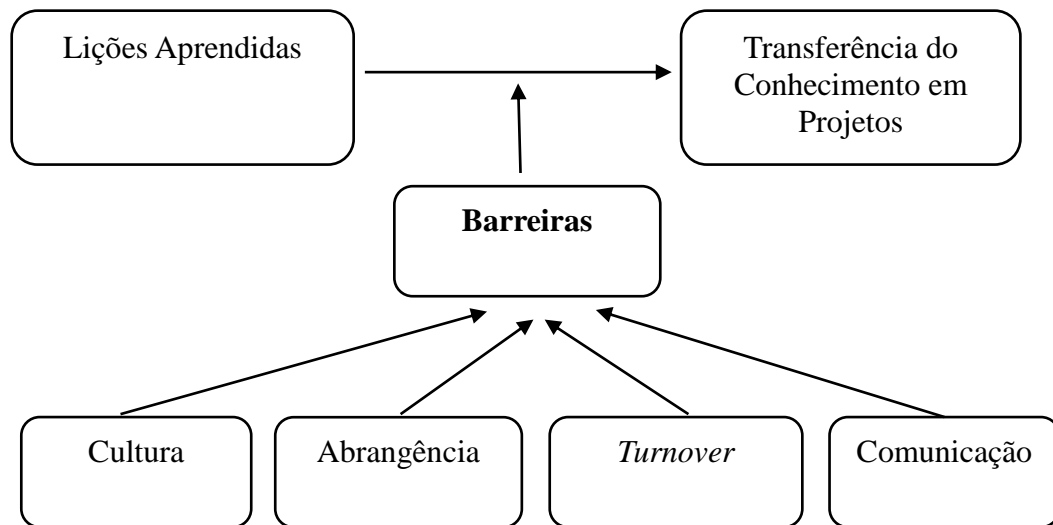 Lições Aprendidas
Transferência do
Conhecimento em
Projetos
Barreiras
Cultura
Abrangência
Turnover
Comunicação